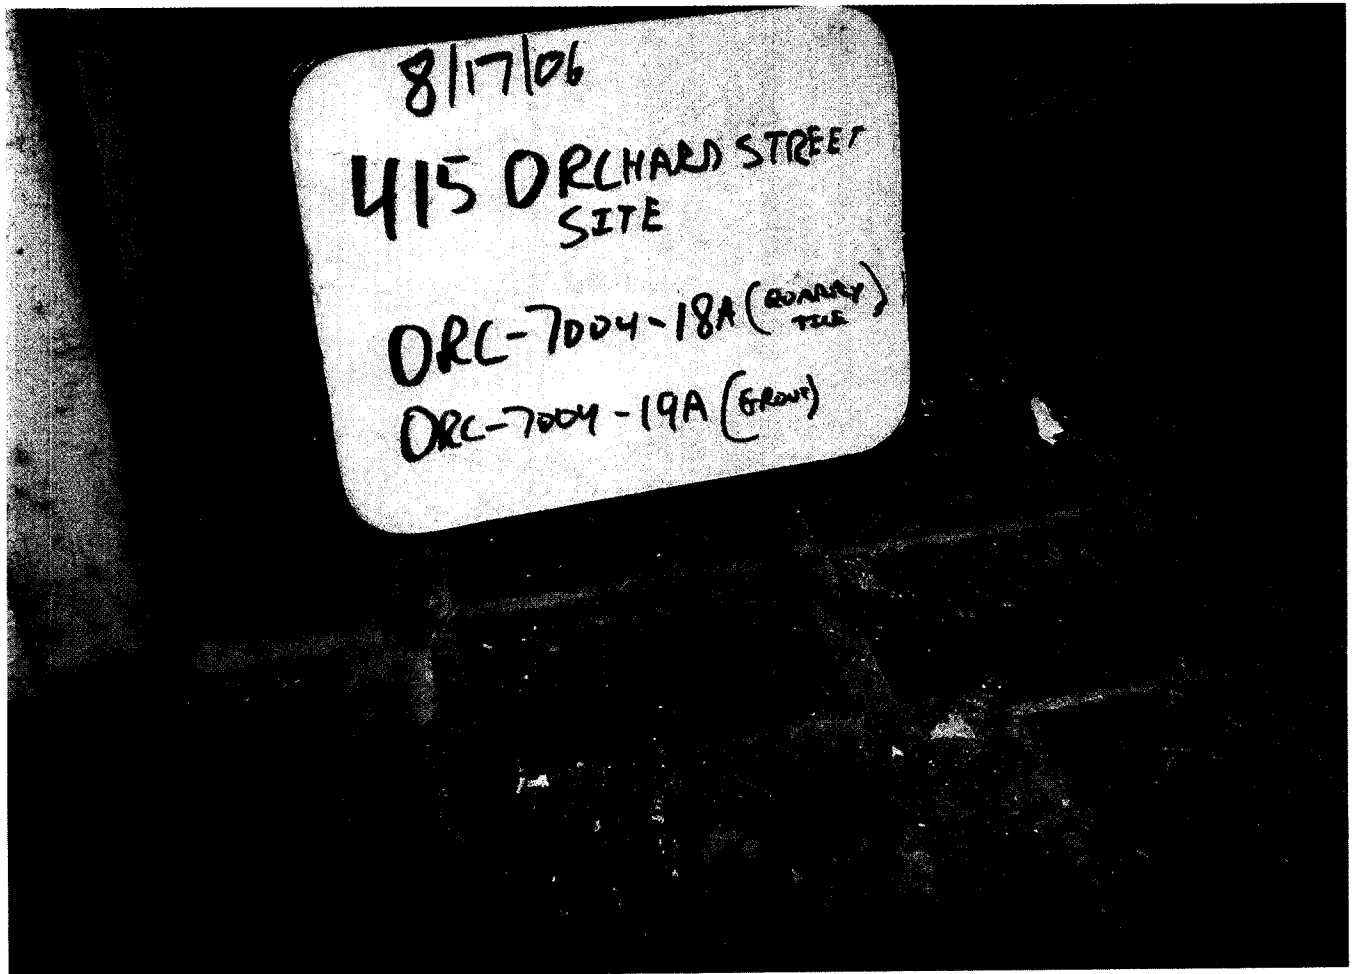 8/17/06
415 ORCHARD STREET
SITE
ORC-7004-18A (QUARRY
TILE)
ORC-7004-19A (GROUT)